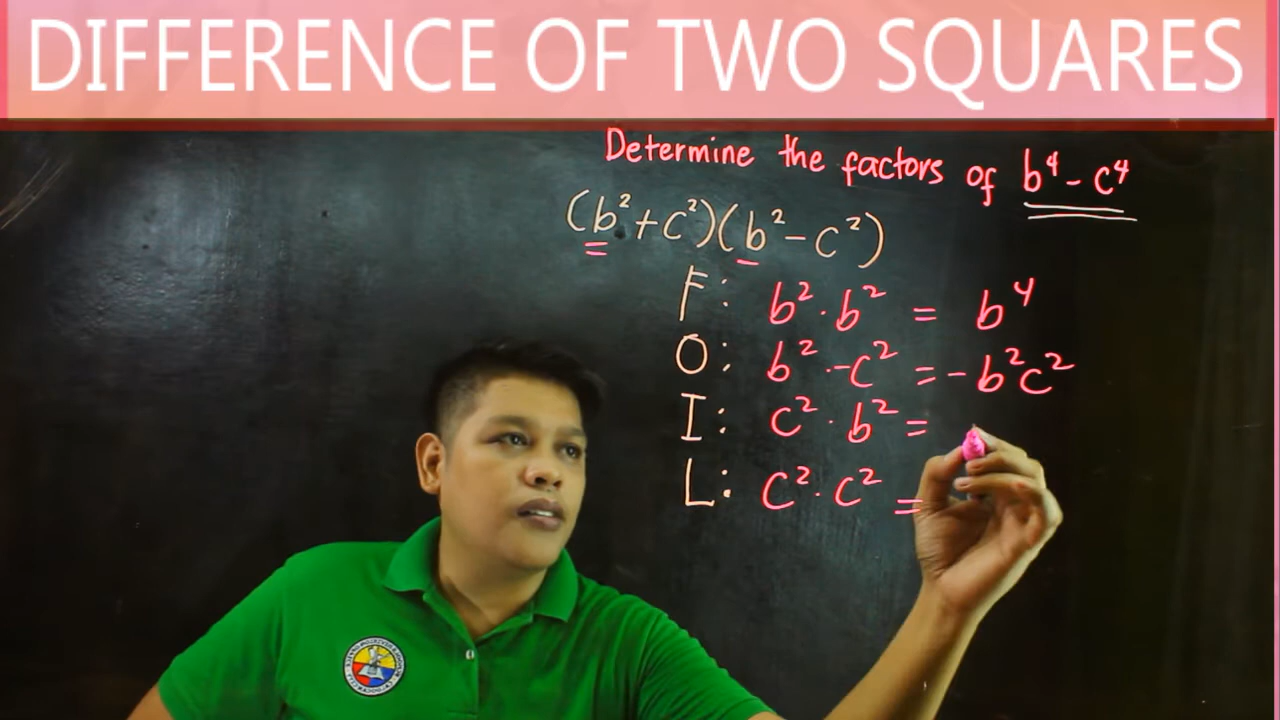 DIFFERENCE OF TWO SQUARES
Determine the factors of b⁴ - c⁴
(b² + c²)(b² - c²)
F: b² · b² = b⁴
O: b² · -c² = -b²c²
I: c² · b² =
L: c² · c² =